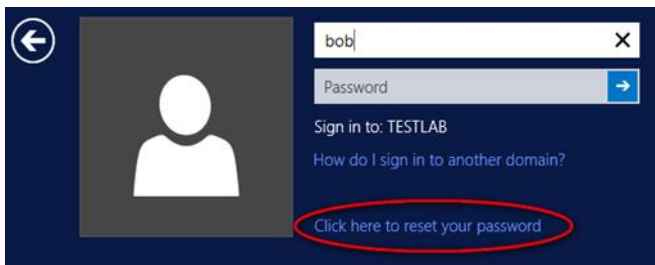 bob
Password
Sign in to: TESTLAB
How do I sign in to another domain?
Click here to reset your password